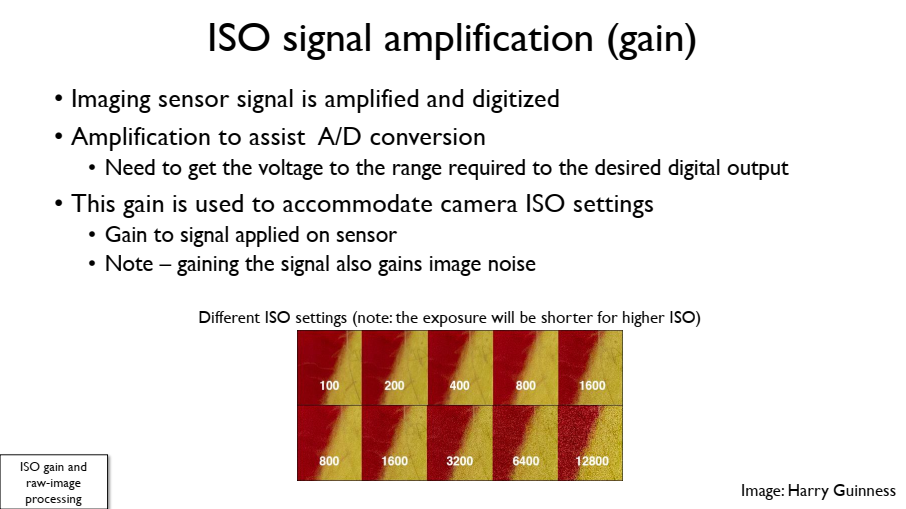 ISO signal amplification (gain)
• Imaging sensor signal is amplified and digitized
• Amplification to assist A/D conversion
• Need to get the voltage to the range required to the desired digital output
• This gain is used to accommodate camera ISO settings
• Gain to signal applied on sensor
• Note – gaining the signal also gains image noise
Different ISO settings (note: the exposure will be shorter for higher ISO)
100 200 400 800 1600
800 1600 3200 6400 12800
ISO gain and
raw-image
processing
Image: Harry Guinness